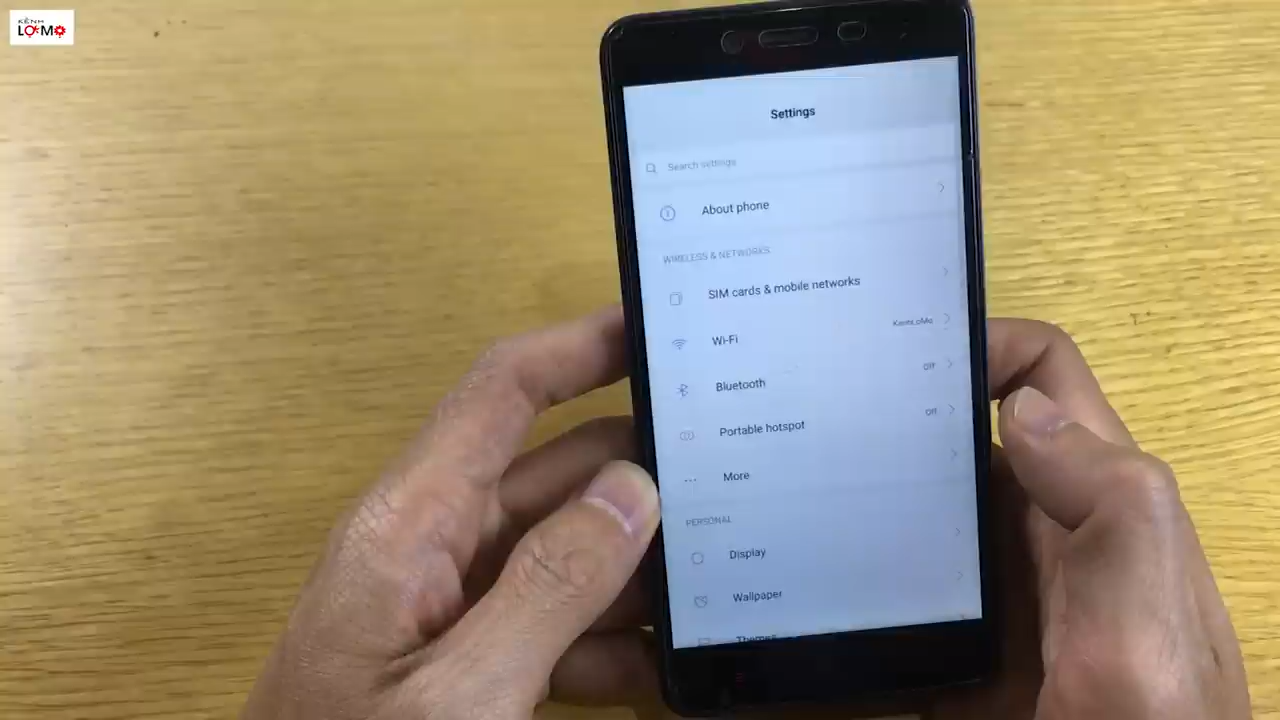 KÊNH
LOMO
Settings
Search settings
About phone
WIRELESS & NETWORKS
SIM cards & mobile networks
Wi-Fi
KenhLoMo
Bluetooth
Off
Portable hotspot
Off
More
PERSONAL
Display
Wallpaper
Themes